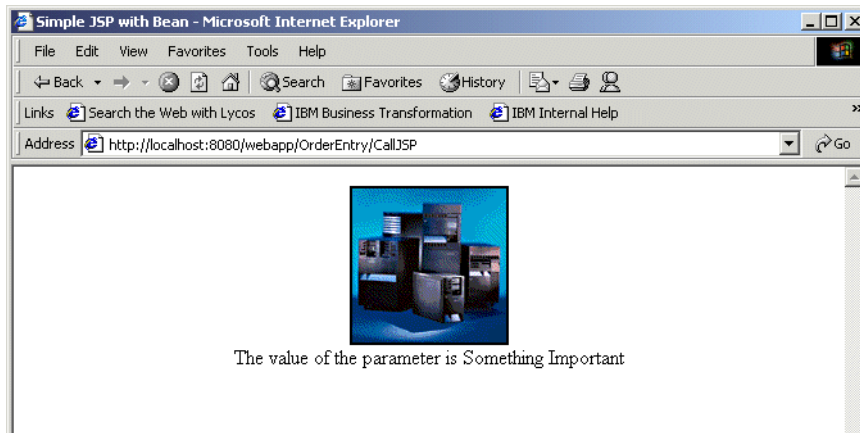 Simple JSP with Bean - Microsoft Internet Explorer
File Edit View Favorites Tools Help
Back Search Favorites History
Links Search the Web with Lycos IBM Business Transformation IBM Internal Help »
Address http://localhost:8080/webapp/OrderEntry/CallJSP Go
The value of the parameter is Something Important